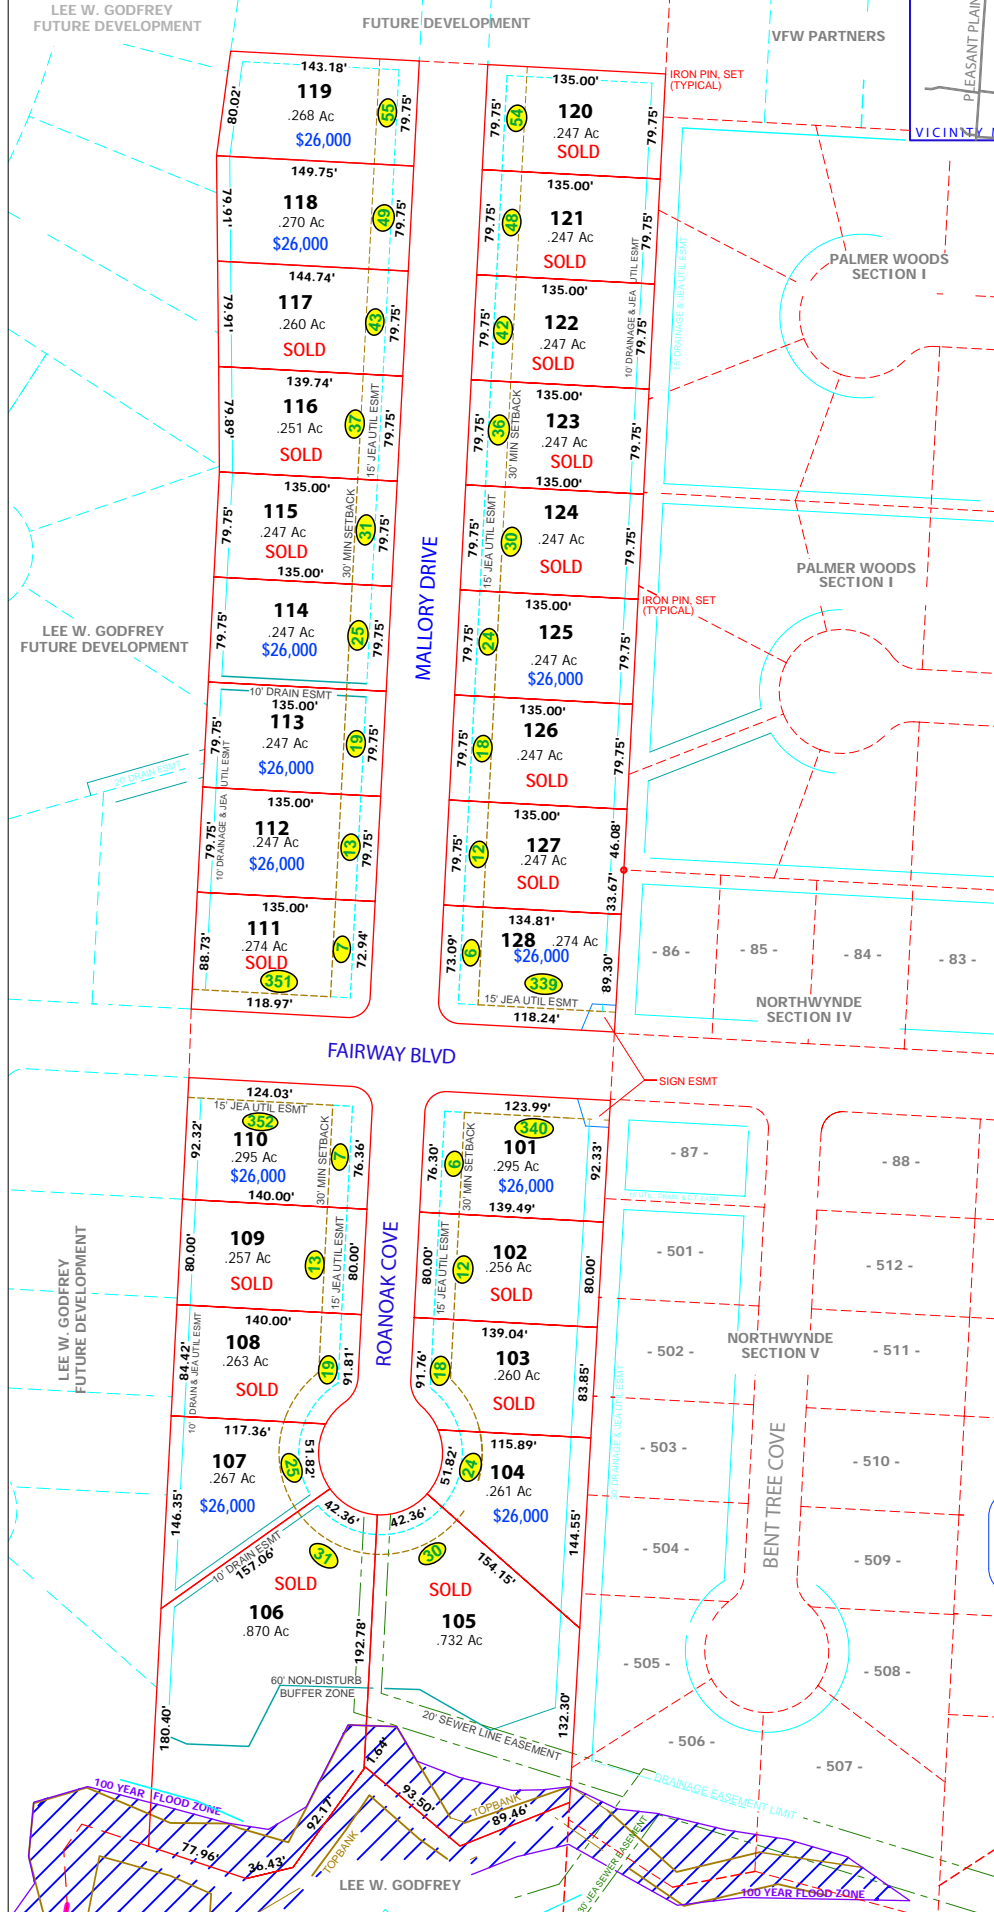 LEE W. GODFREY
FUTURE DEVELOPMENT
FUTURE DEVELOPMENT
VFW PARTNERS
PLEASANT PLAIN
VICINITY
IRON PIN, SET
(TYPICAL)
143.18'
119
.268 Ac
$26,000
80.02'
55
79.75'
135.00'
120
.247 Ac
SOLD
79.75'
54
79.75'
149.75'
118
.270 Ac
$26,000
79.91'
49
79.75'
135.00'
121
.247 Ac
SOLD
79.75'
48
79.75'
144.74'
117
.260 Ac
SOLD
79.91'
43
79.75'
135.00'
122
.247 Ac
SOLD
79.75'
42
79.75'
10' DRAINAGE & JEA UTIL ESMT
15' DRAINAGE & JEA UTIL ESMT
PALMER WOODS
SECTION I
139.74'
116
.251 Ac
SOLD
79.89'
37
79.75'
15' JEA UTIL ESMT
135.00'
123
.247 Ac
SOLD
135.00'
79.75'
36
79.75'
30' MIN SETBACK
135.00'
115
.247 Ac
SOLD
135.00'
79.75'
31
79.75'
30' MIN SETBACK
124
.247 Ac
SOLD
79.75'
30
79.75'
15' JEA UTIL ESMT
PALMER WOODS
SECTION I
IRON PIN, SET
(TYPICAL)
MALLORY DRIVE
LEE W. GODFREY
FUTURE DEVELOPMENT
114
.247 Ac
$26,000
79.75'
25
79.75'
10' DRAIN ESMT
135.00'
125
.247 Ac
$26,000
79.75'
24
79.75'
135.00'
113
.247 Ac
$26,000
79.75'
19
79.75'
10' DRAINAGE & JEA UTIL ESMT
20' DRAIN ESMT
135.00'
126
.247 Ac
SOLD
79.75'
18
79.75'
135.00'
112
.247 Ac
$26,000
79.75'
13
79.75'
135.00'
127
.247 Ac
SOLD
79.75'
12
46.08'
33.67'
135.00'
111
.274 Ac
SOLD
351
88.73'
7
72.94'
118.97'
134.81'
128 .274 Ac
$26,000
339
73.09'
6
89.30'
15' JEA UTIL ESMT
118.24'
- 86 -
- 85 -
- 84 -
- 83 -
NORTHWYNDE
SECTION IV
FAIRWAY BLVD
SIGN ESMT
124.03'
15' JEA UTIL ESMT
352
110
.295 Ac
$26,000
140.00'
92.32'
7
76.36'
30' MIN SETBACK
123.99'
340
101
.295 Ac
$26,000
139.49'
76.30'
6
92.33'
30' MIN SETBACK
- 87 -
- 88 -
109
.257 Ac
SOLD
80.00'
13
80.00'
15' JEA UTIL ESMT
ROANOAK COVE
102
.256 Ac
SOLD
80.00'
12
80.00'
15' JEA UTIL ESMT
- 501 -
- 512 -
LEE W. GODFREY
FUTURE DEVELOPMENT
140.00'
108
.263 Ac
SOLD
84.42'
19
91.81'
10' DRAIN & JEA UTIL ESMT
139.04'
103
.260 Ac
SOLD
91.76'
18
83.85'
- 502 -
NORTHWYNDE
SECTION V
- 511 -
117.36'
107
.267 Ac
$26,000
146.35'
25
51.82'
115.89'
104
.261 Ac
$26,000
51.82'
24
144.55'
- 503 -
- 510 -
BENT TREE COVE
42.36'
42.36'
10' DRAIN ESMT
157.06'
31
SOLD
106
.870 Ac
30
SOLD
105
.732 Ac
154.15'
192.78'
- 504 -
- 509 -
- 505 -
- 508 -
60' NON-DISTURB
BUFFER ZONE
180.40'
132.30'
20' SEWER LINE EASEMENT
- 506 -
- 507 -
1.64'
DRAINAGE EASEMENT LIMIT
100 YEAR FLOOD ZONE
92.17'
93.50'
TOPBANK
89.46'
77.96'
36.43'
TOPBANK
30' JEA SEWER EASEMENT
LEE W. GODFREY
100 YEAR FLOOD ZONE